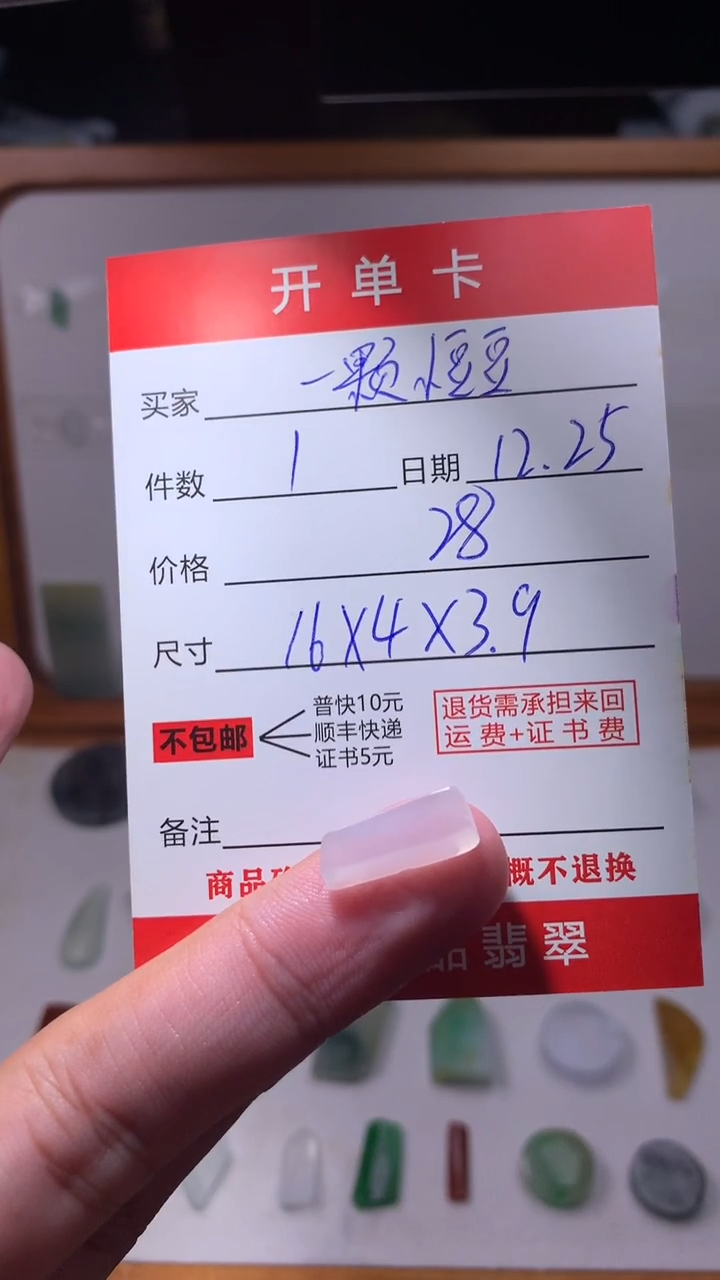 开单卡
买家 一颗小豆豆
件数 1 日期 12.25
价格 28
尺寸 16X4X3.9
不包邮
普快10元
顺丰快递
证书5元
退货需承担来回
运费+证书费
备注
商品 概不退换
品翡翠